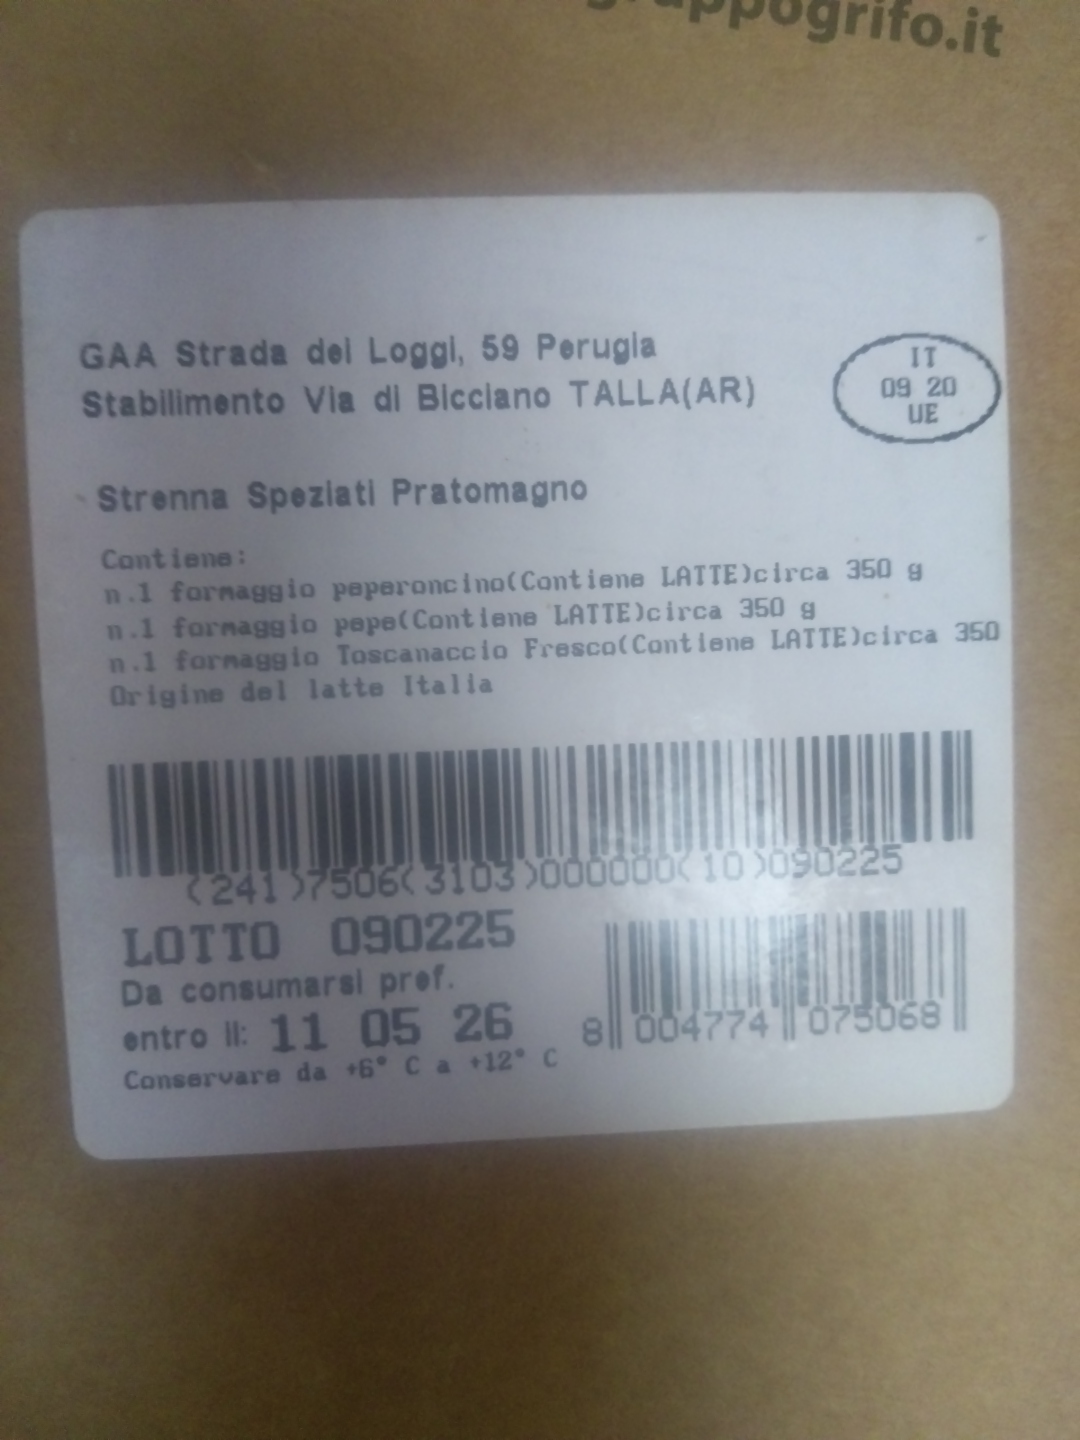 gruppogrifo.it
GAA Strada dei Loggi, 59 Perugia
Stabilimento Via di Bicciano TALLA(AR)
IT
09 20
UE
Strenna Speziati Pratomagno
Contiene:
n.1 formaggio peperoncino(Contiene LATTE)circa 350 g
n.1 formaggio pepe(Contiene LATTE)circa 350 g
n.1 formaggio Toscanaccio Fresco(Contiene LATTE)circa 350
Origine del latte Italia
(241)7506(3103)000000(10)090225
LOTTO 090225
Da consumarsi pref.
entro il: 11 05 26
Conservare da +6° C a +12° C
8 004774 075068